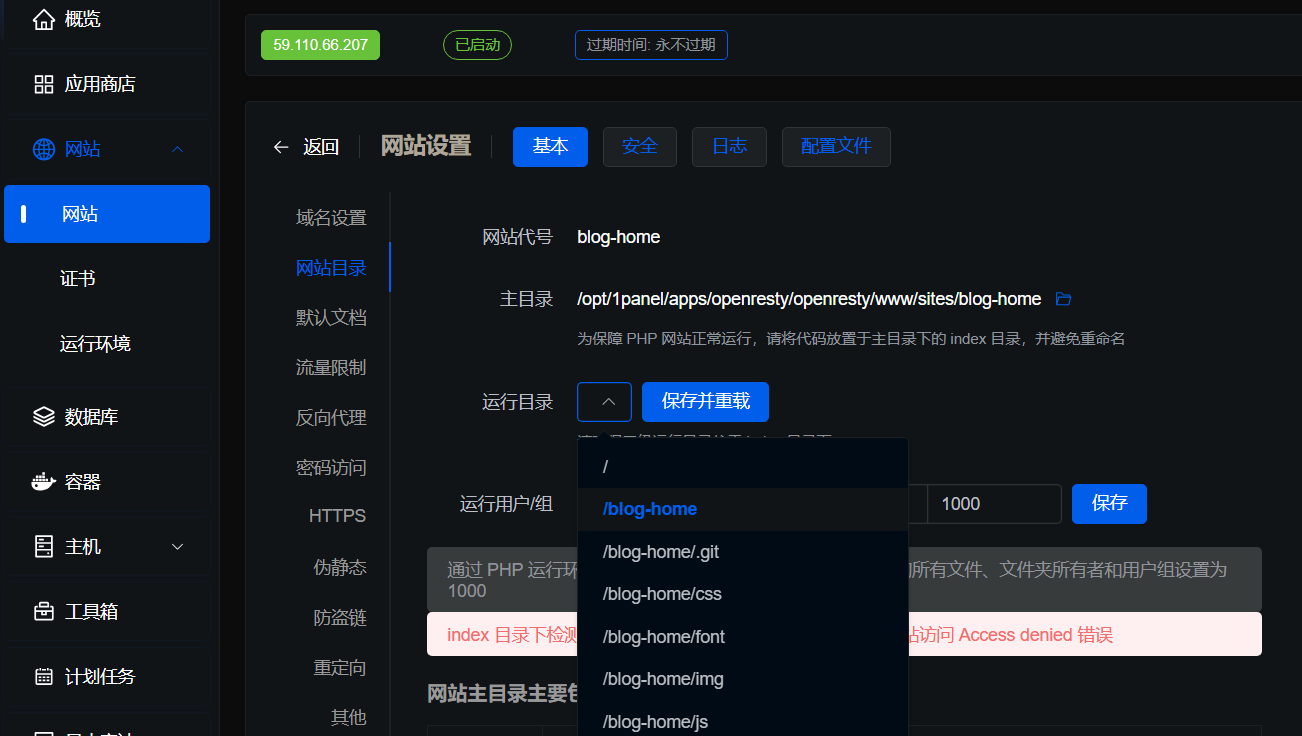 概览
59.110.66.207
已启动
过期时间: 永不过期
应用商店
网站
返回
网站设置
基本
安全
日志
配置文件
网站
证书
运行环境
数据库
容器
主机
工具箱
计划任务
域名设置
网站目录
默认文档
流量限制
反向代理
密码访问
HTTPS
伪静态
防盗链
重定向
其他
网站代号
blog-home
主目录
/opt/1panel/apps/openresty/openresty/www/sites/blog-home
为保障 PHP 网站正常运行，请将代码放置于主目录下的 index 目录，并避免重命名
运行目录
保存并重载
/
/blog-home
/blog-home/.git
/blog-home/css
/blog-home/font
/blog-home/img
/blog-home/js
运行用户/组
1000
保存
通过 PHP 运行环
所有文件、文件夹所有者和用户组设置为
1000
index 目录下检测
站访问 Access denied 错误
网站主目录主要包